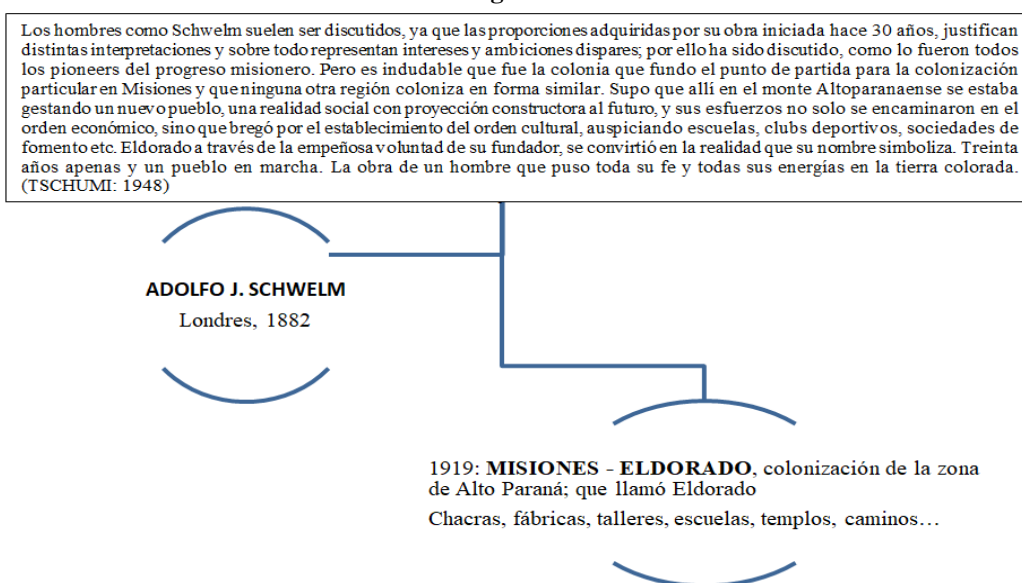 Los hombres como Schwelm suelen ser discutidos, ya que las proporciones adquiridas por su obra iniciada hace 30 años, justifican
distintas interpretaciones y sobre todo representan intereses y ambiciones dispares; por ello ha sido discutido, como lo fueron todos
los pioneers del progreso misionero. Pero es indudable que fue la colonia que fundo el punto de partida para la colonización
particular en Misiones y que ninguna otra región coloniza en forma similar. Supo que allí en el monte Altoparanaense se estaba
gestando un nuevo pueblo, una realidad social con proyección constructora al futuro, y sus esfuerzos no solo se encaminaron en el
orden económico, sino que bregó por el establecimiento del orden cultural, auspiciando escuelas, clubs deportivos, sociedades de
fomento etc. Eldorado a través de la empeñosa voluntad de su fundador, se convirtió en la realidad que su nombre simboliza. Treinta
años apenas y un pueblo en marcha. La obra de un hombre que puso toda su fe y todas sus energías en la tierra colorada.
(TSCHUMI: 1948)
ADOLFO J. SCHWELM
Londres, 1882
1919: MISIONES - ELDORADO, colonización de la zona
de Alto Paraná; que llamó Eldorado
Chacras, fábricas, talleres, escuelas, templos, caminos…